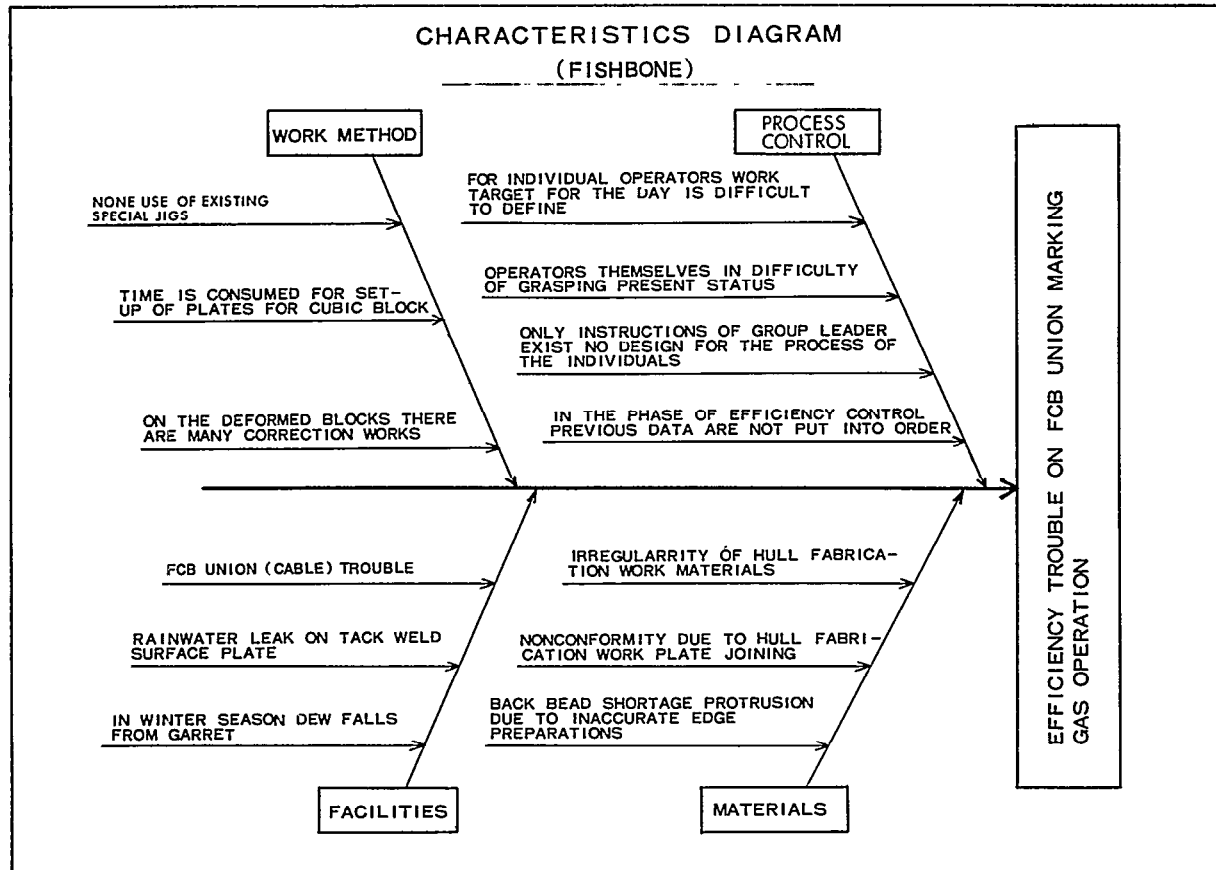 CHARACTERISTICS DIAGRAM
(FISHBONE)
WORK METHOD
NONE USE OF EXISTING
SPECIAL JIGS
TIME IS CONSUMED FOR SET-
UP OF PLATES FOR CUBIC BLOCK
ON THE DEFORMED BLOCKS THERE
ARE MANY CORRECTION WORKS
PROCESS
CONTROL
FOR INDIVIDUAL OPERATORS WORK
TARGET FOR THE DAY IS DIFFICULT
TO DEFINE
OPERATORS THEMSELVES IN DIFFICULTY
OF GRASPING PRESENT STATUS
ONLY INSTRUCTIONS OF GROUP LEADER
EXIST NO DESIGN FOR THE PROCESS OF
THE INDIVIDUALS
IN THE PHASE OF EFFICIENCY CONTROL
PREVIOUS DATA ARE NOT PUT INTO ORDER
FCB UNION (CABLE) TROUBLE
RAINWATER LEAK ON TACK WELD
SURFACE PLATE
IN WINTER SEASON DEW FALLS
FROM GARRET
FACILITIES
IRREGULARRITY OF HULL FABRICA-
TION WORK MATERIALS
NONCONFORMITY DUE TO HULL FABRI-
CATION WORK PLATE JOINING
BACK BEAD SHORTAGE PROTRUSION
DUE TO INACCURATE EDGE
PREPARATIONS
MATERIALS
EFFICIENCY TROUBLE ON FCB UNION MARKING
GAS OPERATION